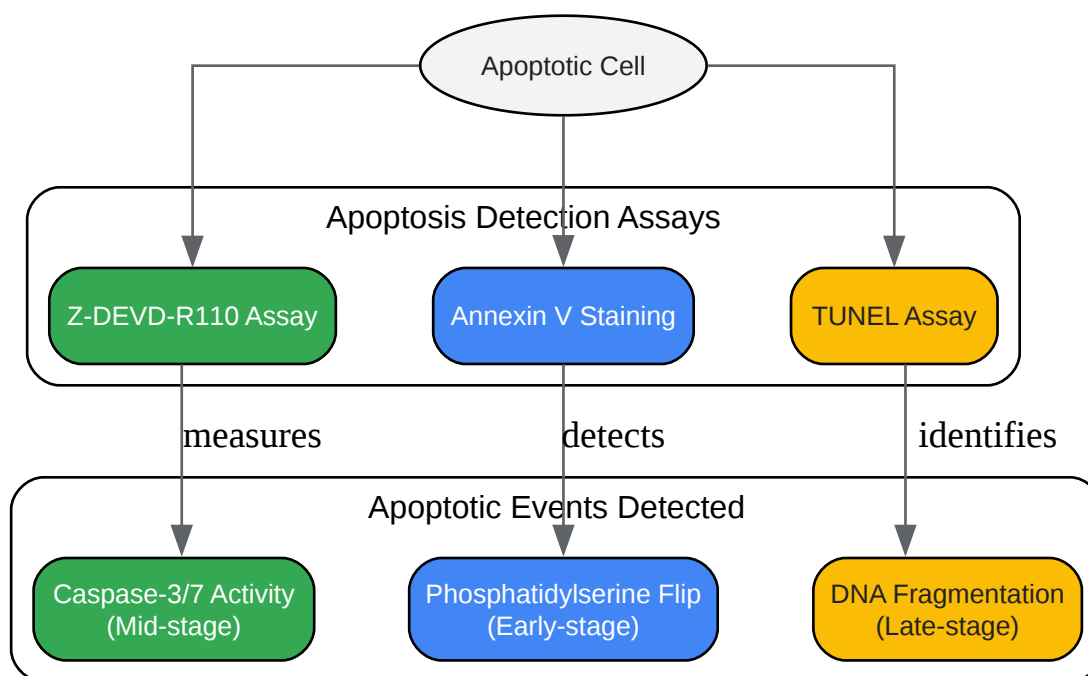 Apoptotic Cell
Apoptosis Detection Assays
Z-DEVD-R110 Assay
Annexin V Staining
TUNEL Assay
measures
detects
identifies
Apoptotic Events Detected
Caspase-3/7 Activity
(Mid-stage)
Phosphatidylserine Flip
(Early-stage)
DNA Fragmentation
(Late-stage)